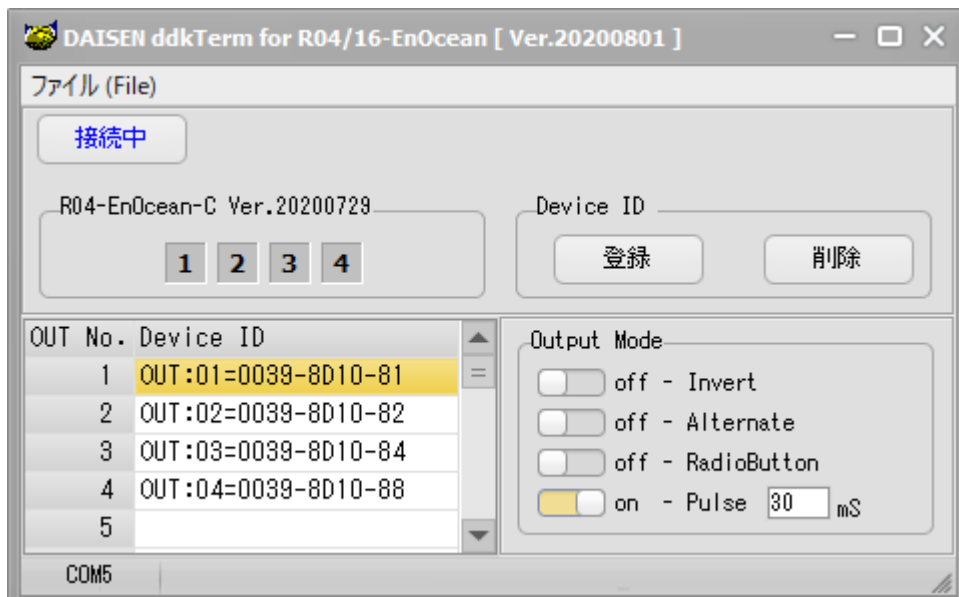 DAISEN ddkTerm for R04/16-EnOcean [ Ver.20200801 ]
ファイル (File)
接続中
R04-EnOcean-C Ver.20200729
1 2 3 4
Device ID
登録 削除
OUT No. Device ID
1 OUT:01=0039-8D10-81
2 OUT:02=0039-8D10-82
3 OUT:03=0039-8D10-84
4 OUT:04=0039-8D10-88
5
Output Mode
off - Invert
off - Alternate
off - RadioButton
on - Pulse 30 mS
COM5